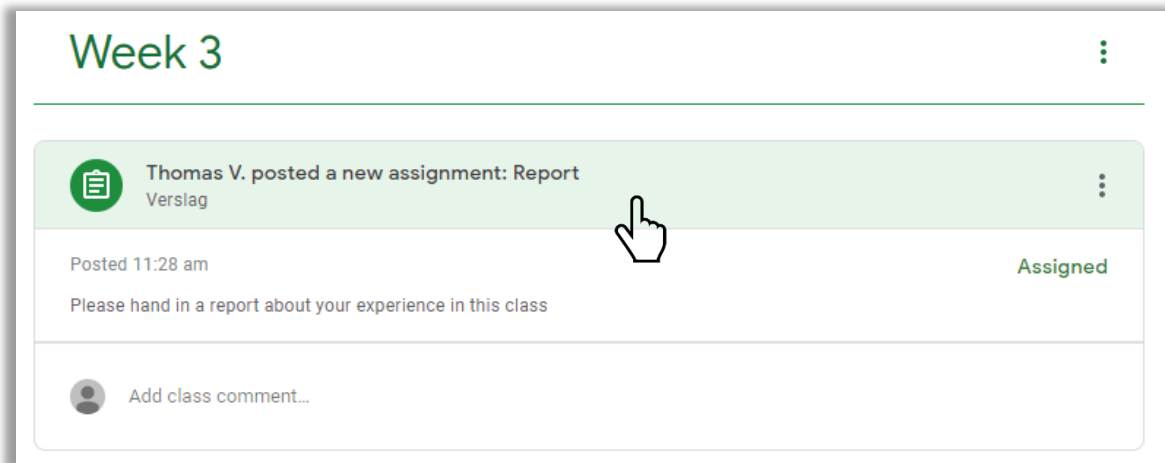 Week 3
Thomas V. posted a new assignment: Report
Verslag
Posted 11:28 am
Assigned
Please hand in a report about your experience in this class
Add class comment...